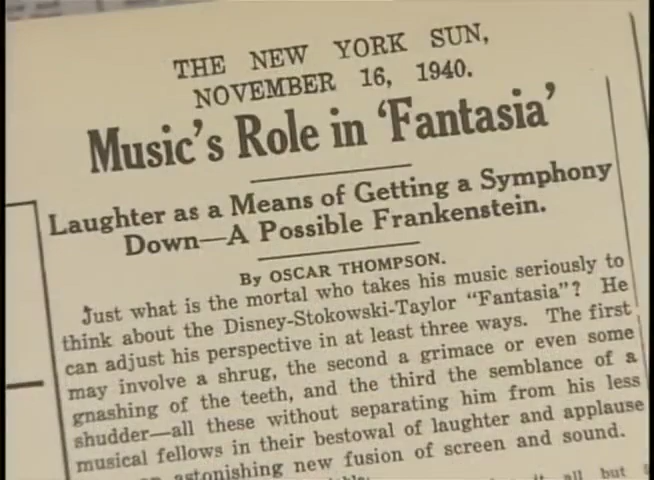 THE NEW YORK SUN,
NOVEMBER 16, 1940.
Music's Role in 'Fantasia'
Laughter as a Means of Getting a Symphony
Down—A Possible Frankenstein.
By OSCAR THOMPSON.
Just what is the mortal who takes his music seriously to
think about the Disney-Stokowski-Taylor "Fantasia"? He
can adjust his perspective in at least three ways. The first
may involve a shrug, the second a grimace or even some
gnashing of the teeth, and the third the semblance of a
shudder—all these without separating him from his less
musical fellows in their bestowal of laughter and applause
astonishing new fusion of screen and sound.
all but